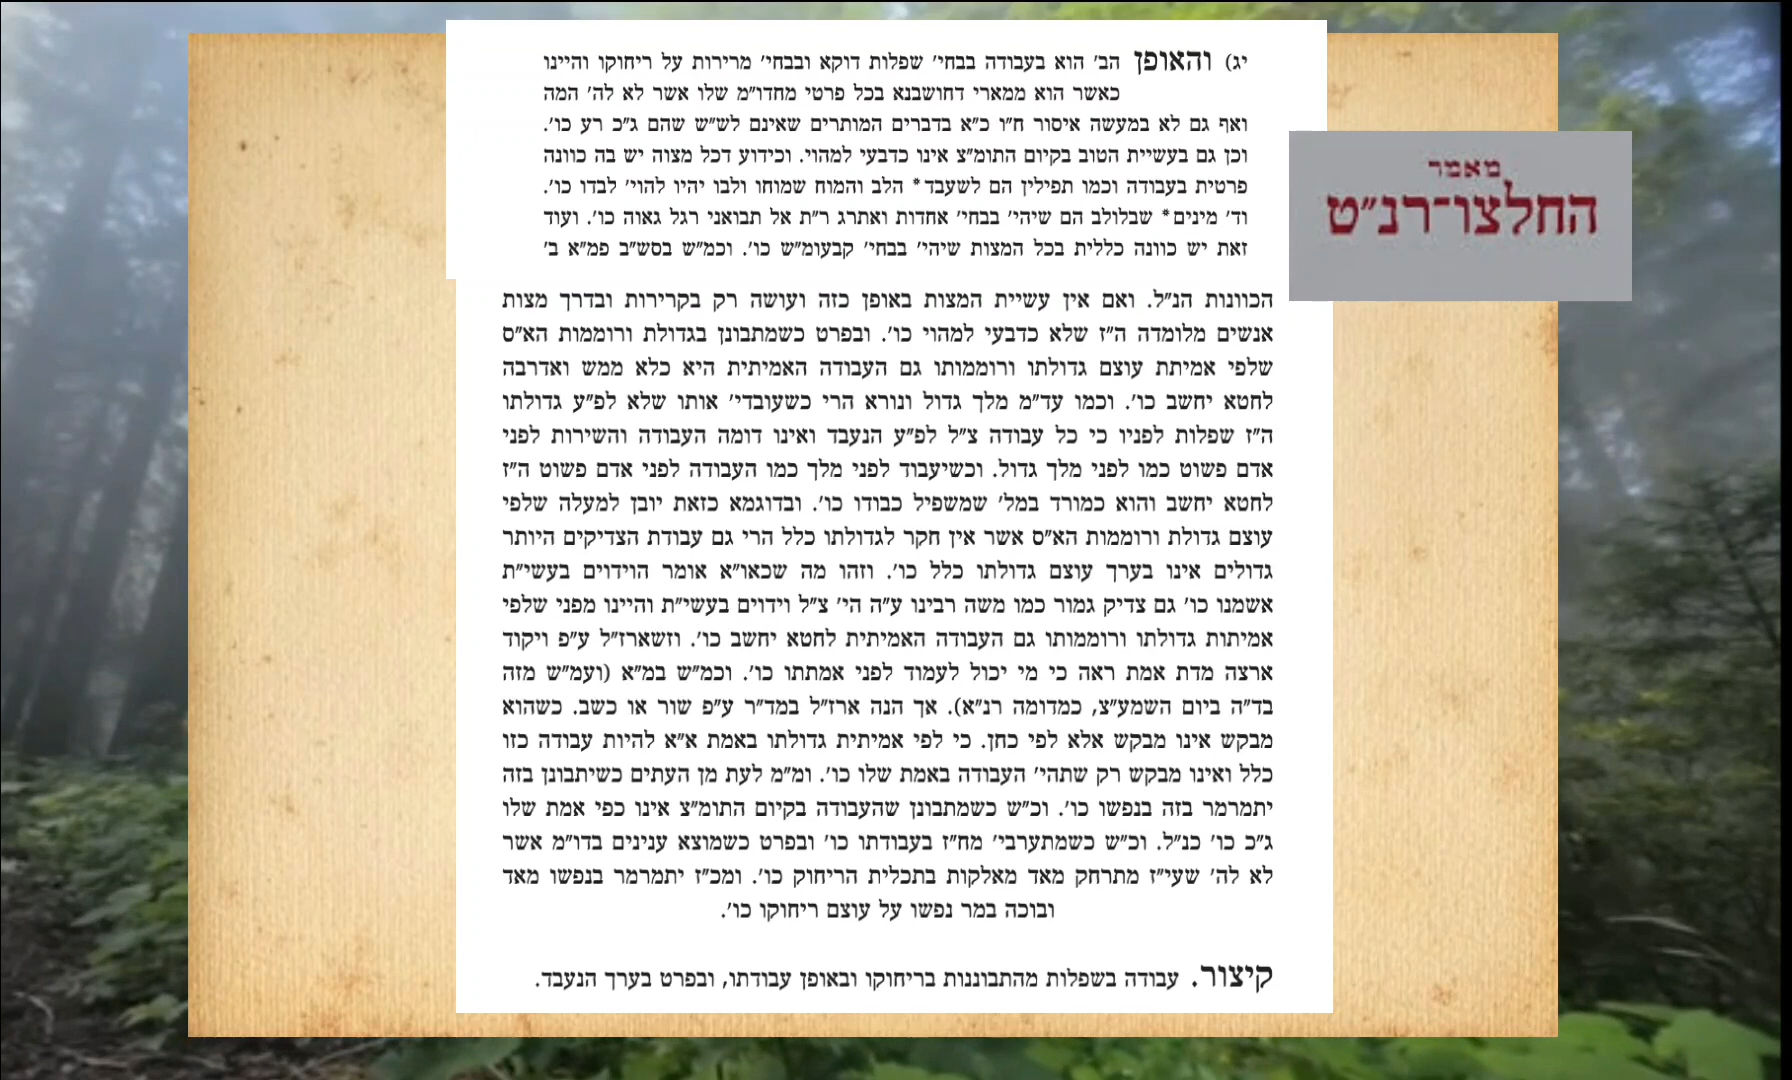 יג) והאופן הב׳ הוא בעבודה בבחי׳ שפלות דוקא ובבחי׳ מרירות על ריחוקו והיינו
כאשר הוא ממארי דחושבנא בכל פרטי מחדו״מ שלו אשר לא לה׳ המה
ואף גם לא במעשה איסור ח״ו כ״א בדברים המותרים שאינם לש״ש שהם ג״כ רע כו׳.
וכן גם בעשיית הטוב בקיום התומ״צ אינו כדבעי למהוי. וכידוע דכל מצוה יש בה כוונה
פרטית בעבודה וכמו תפילין הם לשעבד* הלב והמוח שמוחו ולבו יהיו להוי׳ לבדו כו׳.
וד׳ מינים* שבלולב הם שיהי׳ בבחי׳ אחדות ואתרג ר״ת אל תבואני רגל גאוה כו׳. ועוד
זאת יש כוונה כללית בכל המצות שיהי׳ בבחי׳ קבעומ״ש כו׳. וכמ״ש בסש״ב פמ״א ב׳
מאמר
החלצו־רנ״ט
הכוונות הנ״ל. ואם אין עשיית המצות באופן כזה ועושה רק בקרירות ובדרך מצות
אנשים מלומדה ה״ז שלא כדבעי למהוי כו׳. ובפרט כשמתבונן בגדולת ורוממות הא״ס
שלפי אמיתת עוצם גדולתו ורוממותו גם העבודה האמיתית היא כלא ממש ואדרבה
לחטא יחשב כו׳. וכמו עד״מ מלך גדול ונורא הרי כשעובדי׳ אותו שלא לפ״ע גדולתו
ה״ז שפלות לפניו כי כל עבודה צ״ל לפ״ע הנעבד ואינו דומה העבודה והשירות לפני
אדם פשוט כמו לפני מלך גדול. וכשיעבוד לפני מלך כמו העבודה לפני אדם פשוט ה״ז
לחטא יחשב והוא כמורד במל׳ שמשפיל כבודו כו׳. ובדוגמא כזאת יובן למעלה שלפי
עוצם גדולת ורוממות הא״ס אשר אין חקר לגדולתו כלל הרי גם עבודת הצדיקים היותר
גדולים אינו בערך עוצם גדולתו כלל כו׳. וזהו מה שכאו״א אומר הוידוים בעשי״ת
אשמנו כו׳ גם צדיק גמור כמו משה רבינו ע״ה הי׳ צ״ל וידוים בעשי״ת והיינו מפני שלפי
אמיתות גדולתו ורוממותו גם העבודה האמיתית לחטא יחשב כו׳. וזשארז״ל ע״פ ויקוד
ארצה מדת אמת ראה כי מי יכול לעמוד לפני אמתתו כו׳. וכמ״ש במ״א (ועמ״ש מזה
בד״ה ביום השמע״צ, כמדומה רנ״א). אך הנה ארז״ל במד״ר ע״פ שור או כשב. כשהוא
מבקש אינו מבקש אלא לפי כחן. כי לפי אמיתית גדולתו באמת א״א להיות עבודה כזו
כלל ואינו מבקש רק שתהי׳ העבודה באמת שלו כו׳. ומ״מ לעת מן העתים כשיתבונן בזה
יתמרמר בזה בנפשו כו׳. וכ״ש כשמתבונן שהעבודה בקיום התומ״צ אינו כפי אמת שלו
ג״כ כו׳ כנ״ל. וכ״ש כשמתערבי׳ מח״ז בעבודתו כו׳ ובפרט כשמוצא ענינים בדו״מ אשר
לא לה׳ שעי״ז מתרחק מאד מאלקות בתכלית הריחוק כו׳. ומכ״ז יתמרמר בנפשו מאד
ובוכה במר נפשו על עוצם ריחוקו כו׳.
קיצור. עבודה בשפלות מהתבוננות בריחוקו ובאופן עבודתו, ובפרט בערך הנעבד.